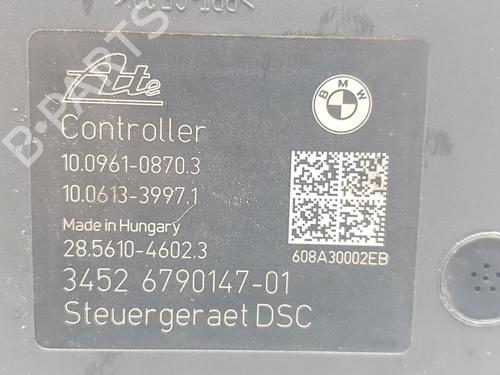 Ate
BMW
Controller
10.0961-0870.3
10.0613-3997.1
Made in Hungary
28.5610-4602.3
608A30002EB
3452 6790147-01
Steuergeraet DSC
B-PARTS